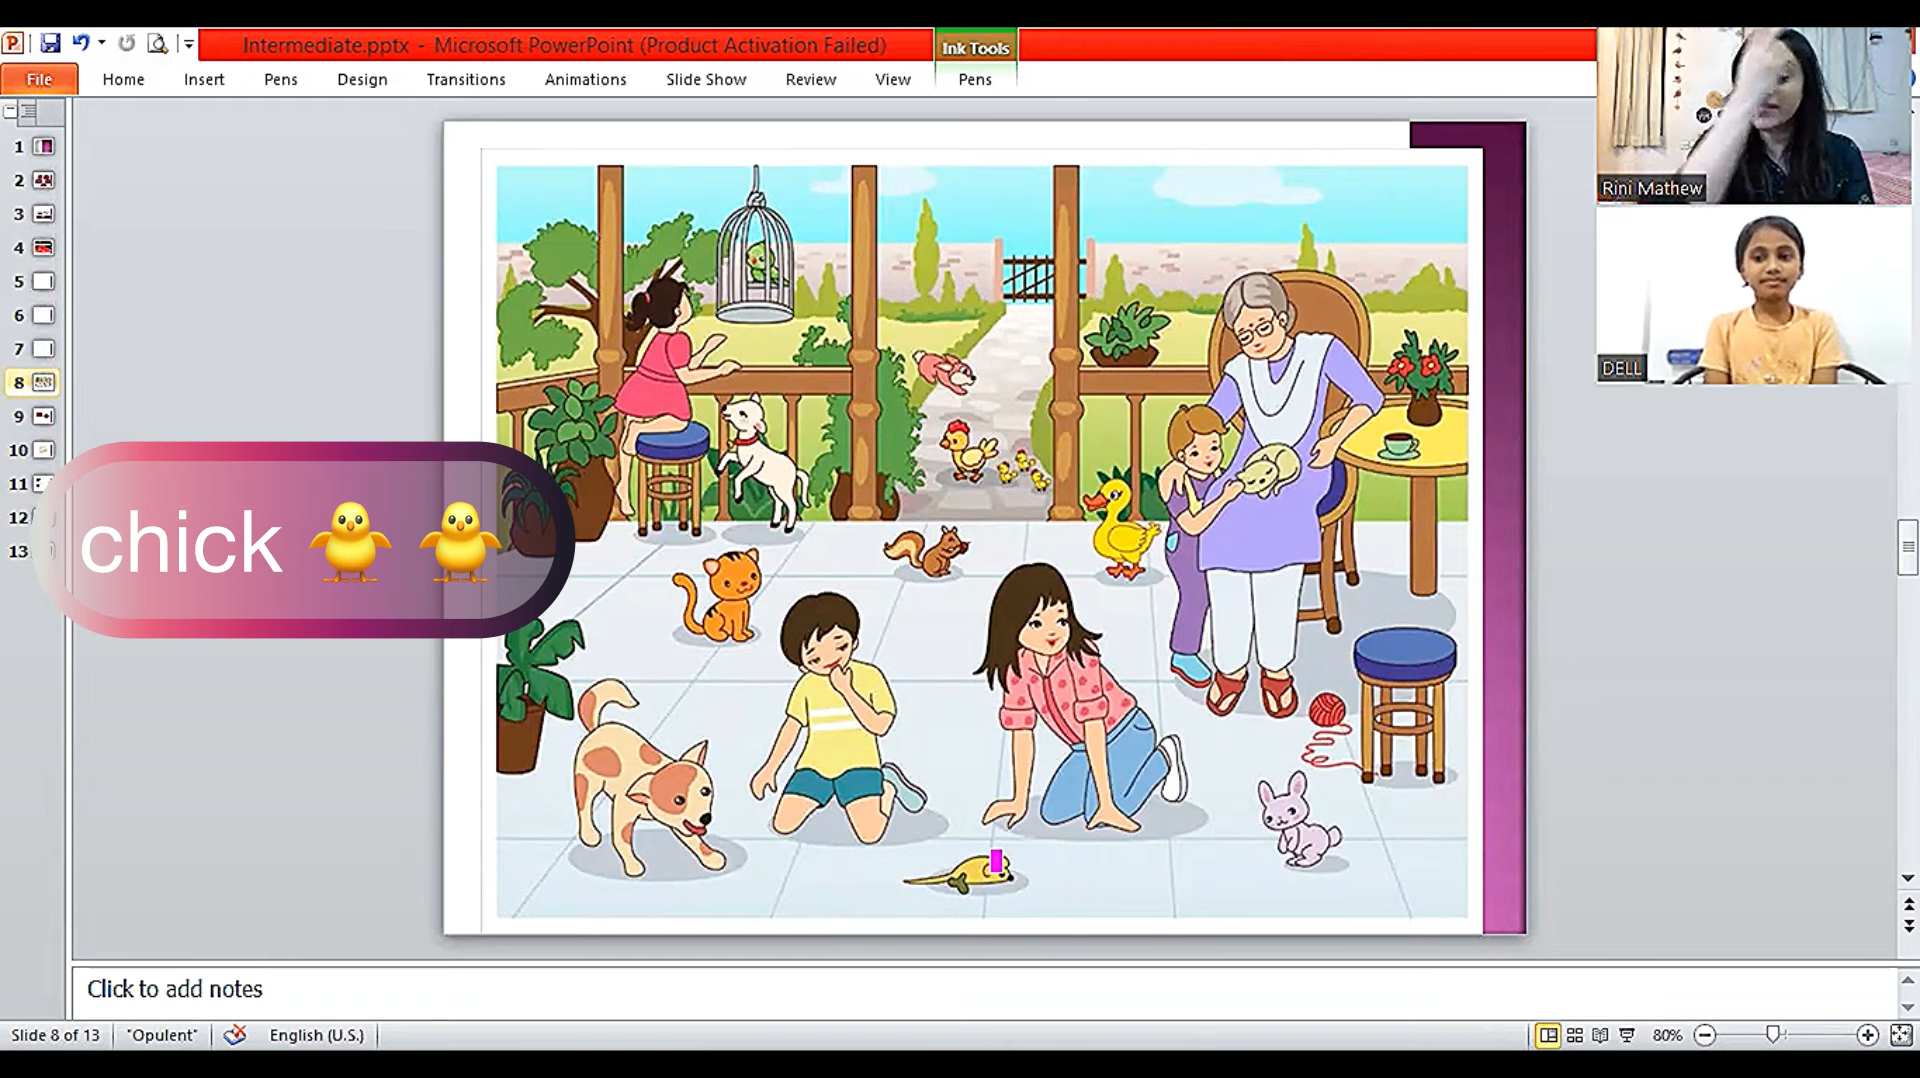 Intermediate.pptx - Microsoft PowerPoint (Product Activation Failed)
Ink Tools
File Home Insert Pens Design Transitions Animations Slide Show Review View Pens
1
2
3
4
5
6
7
8
9
10
11
12
13
Rini Mathew
DELL
chick 🐥 🐥
Click to add notes
Slide 8 of 13 "Opulent" English (U.S.) 80%